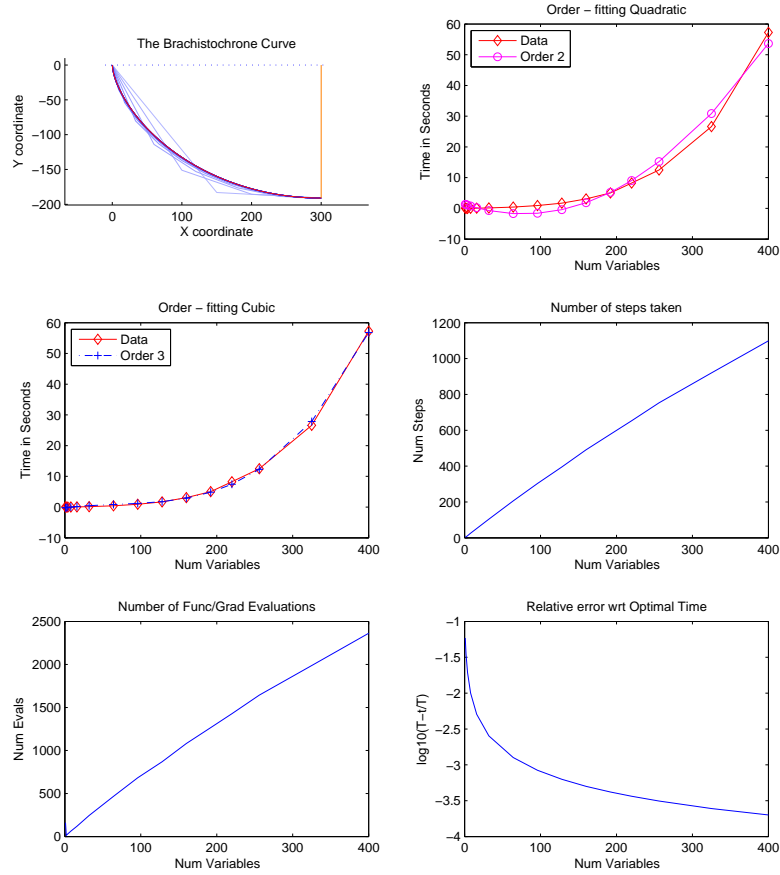 The Brachistochrone Curve
0
−50
−100
−150
−200
0 100 200 300
Y coordinate
X coordinate
Order − fitting Quadratic
Data
Order 2
60
50
40
30
20
10
0
−10
0 100 200 300 400
Time in Seconds
Num Variables
Order − fitting Cubic
Data
Order 3
60
50
40
30
20
10
0
−10
0 100 200 300 400
Time in Seconds
Num Variables
Number of steps taken
1200
1000
800
600
400
200
0
0 100 200 300 400
Num Steps
Num Variables
Number of Func/Grad Evaluations
2500
2000
1500
1000
500
0
0 100 200 300 400
Num Evals
Num Variables
Relative error wrt Optimal Time
−1
−1.5
−2
−2.5
−3
−3.5
−4
0 100 200 300 400
log10(T−t/T)
Num Variables